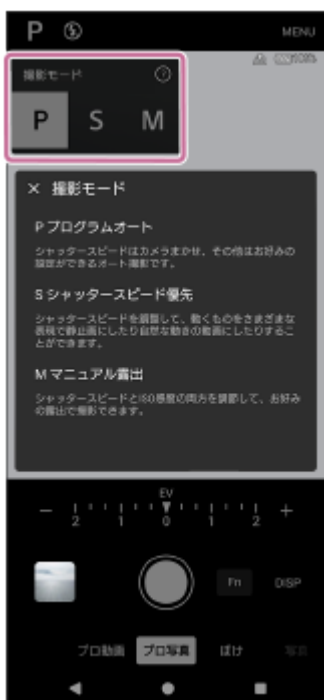 P
MENU
撮影モード ?
P S M
× 撮影モード
P プログラムオート
シャッタースピードはカメラまかせ、その他はお好みの
設定ができるオート撮影です。
S シャッタースピード優先
シャッタースピードを調整して、動くものをさまざまな
表現で静止画にしたり自然な動きの動画にしたりするこ
とができます。
M マニュアル露出
シャッタースピードとISO感度の両方を調節して、お好み
の露出で撮影できます。
EV
− 2 1 0 1 2 +
Fn DISP
プロ動画 プロ写真 ぼけ 写真